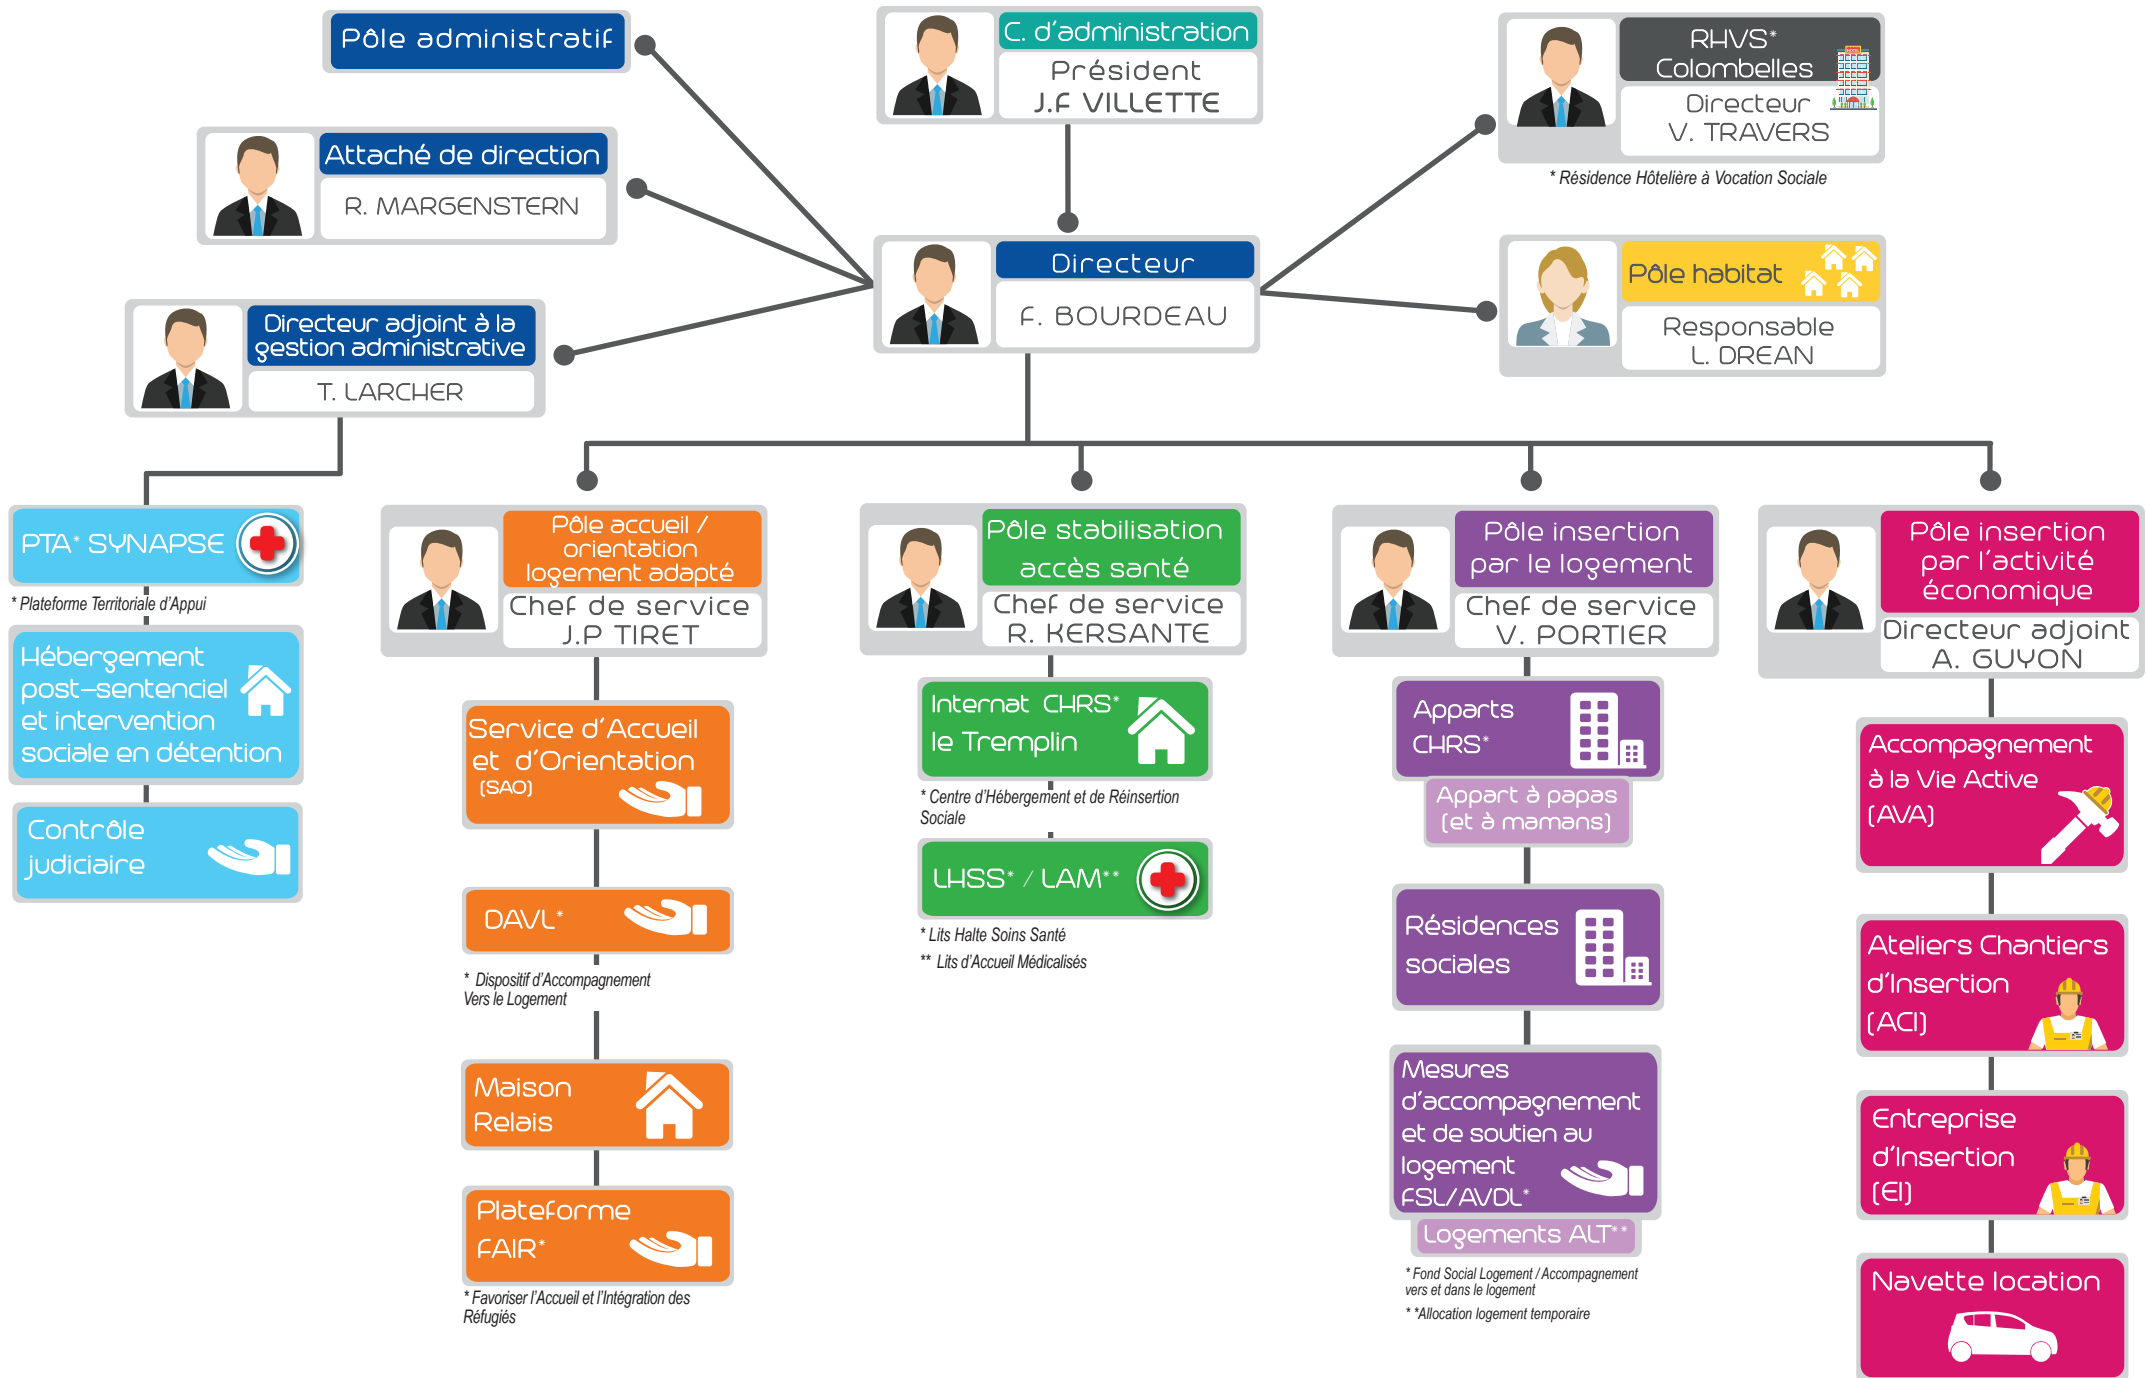 Pôle administratif
C. d'administration
Président
J.F VILLETTE
RHVS*
Colombelles
Directeur
V. TRAVERS
* Résidence Hôtelière à Vocation Sociale
Attaché de direction
R. MARGENSTERN
Directeur
F. BOURDEAU
Pôle habitat
Responsable
L. DREAN
Directeur adjoint à la
gestion administrative
T. LARCHER
PTA* SYNAPSE
* Plateforme Territoriale d'Appui
Hébergement
post-sentenciel
et intervention
sociale en détention
Contrôle
judiciaire
Pôle accueil /
orientation
logement adapté
Chef de service
J.P TIRET
Service d'Accueil
et d'Orientation
(SAO)
DAVL*
* Dispositif d'Accompagnement
Vers le Logement
Maison
Relais
Plateforme
FAIR*
* Favoriser l'Accueil et l'Intégration des
Réfugiés
Pôle stabilisation
accès santé
Chef de service
R. KERSANTE
Internat CHRS*
le Tremplin
* Centre d'Hébergement et de Réinsertion
Sociale
LHSS* / LAM**
* Lits Halte Soins Santé
** Lits d'Accueil Médicalisés
Pôle insertion
par le logement
Chef de service
V. PORTIER
Apparts
CHRS*
Appart à papas
(et à mamans)
Résidences
sociales
Mesures
d'accompagnement
et de soutien au
logement
FSL/AVDL*
Logements ALT**
* Fond Social Logement / Accompagnement
vers et dans le logement
* *Allocation logement temporaire
Pôle insertion
par l'activité
économique
Directeur adjoint
A. GUYON
Accompagnement
à la Vie Active
(AVA)
Ateliers Chantiers
d'Insertion
(ACI)
Entreprise
d'Insertion
(EI)
Navette location